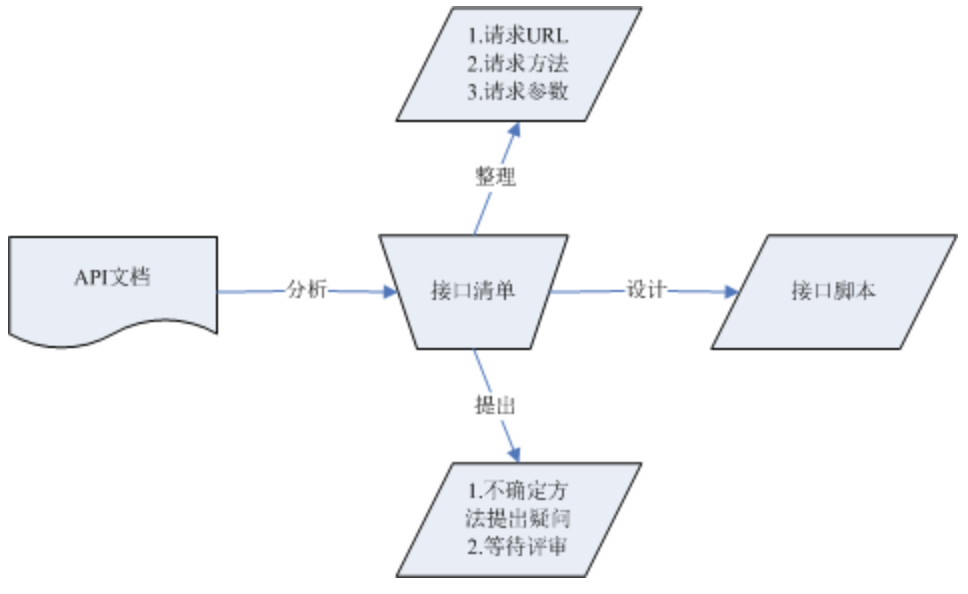 1.请求URL
2.请求方法
3.请求参数
整理
API文档
分析
接口清单
设计
接口脚本
提出
1.不确定方
法提出疑问
2.等待评审